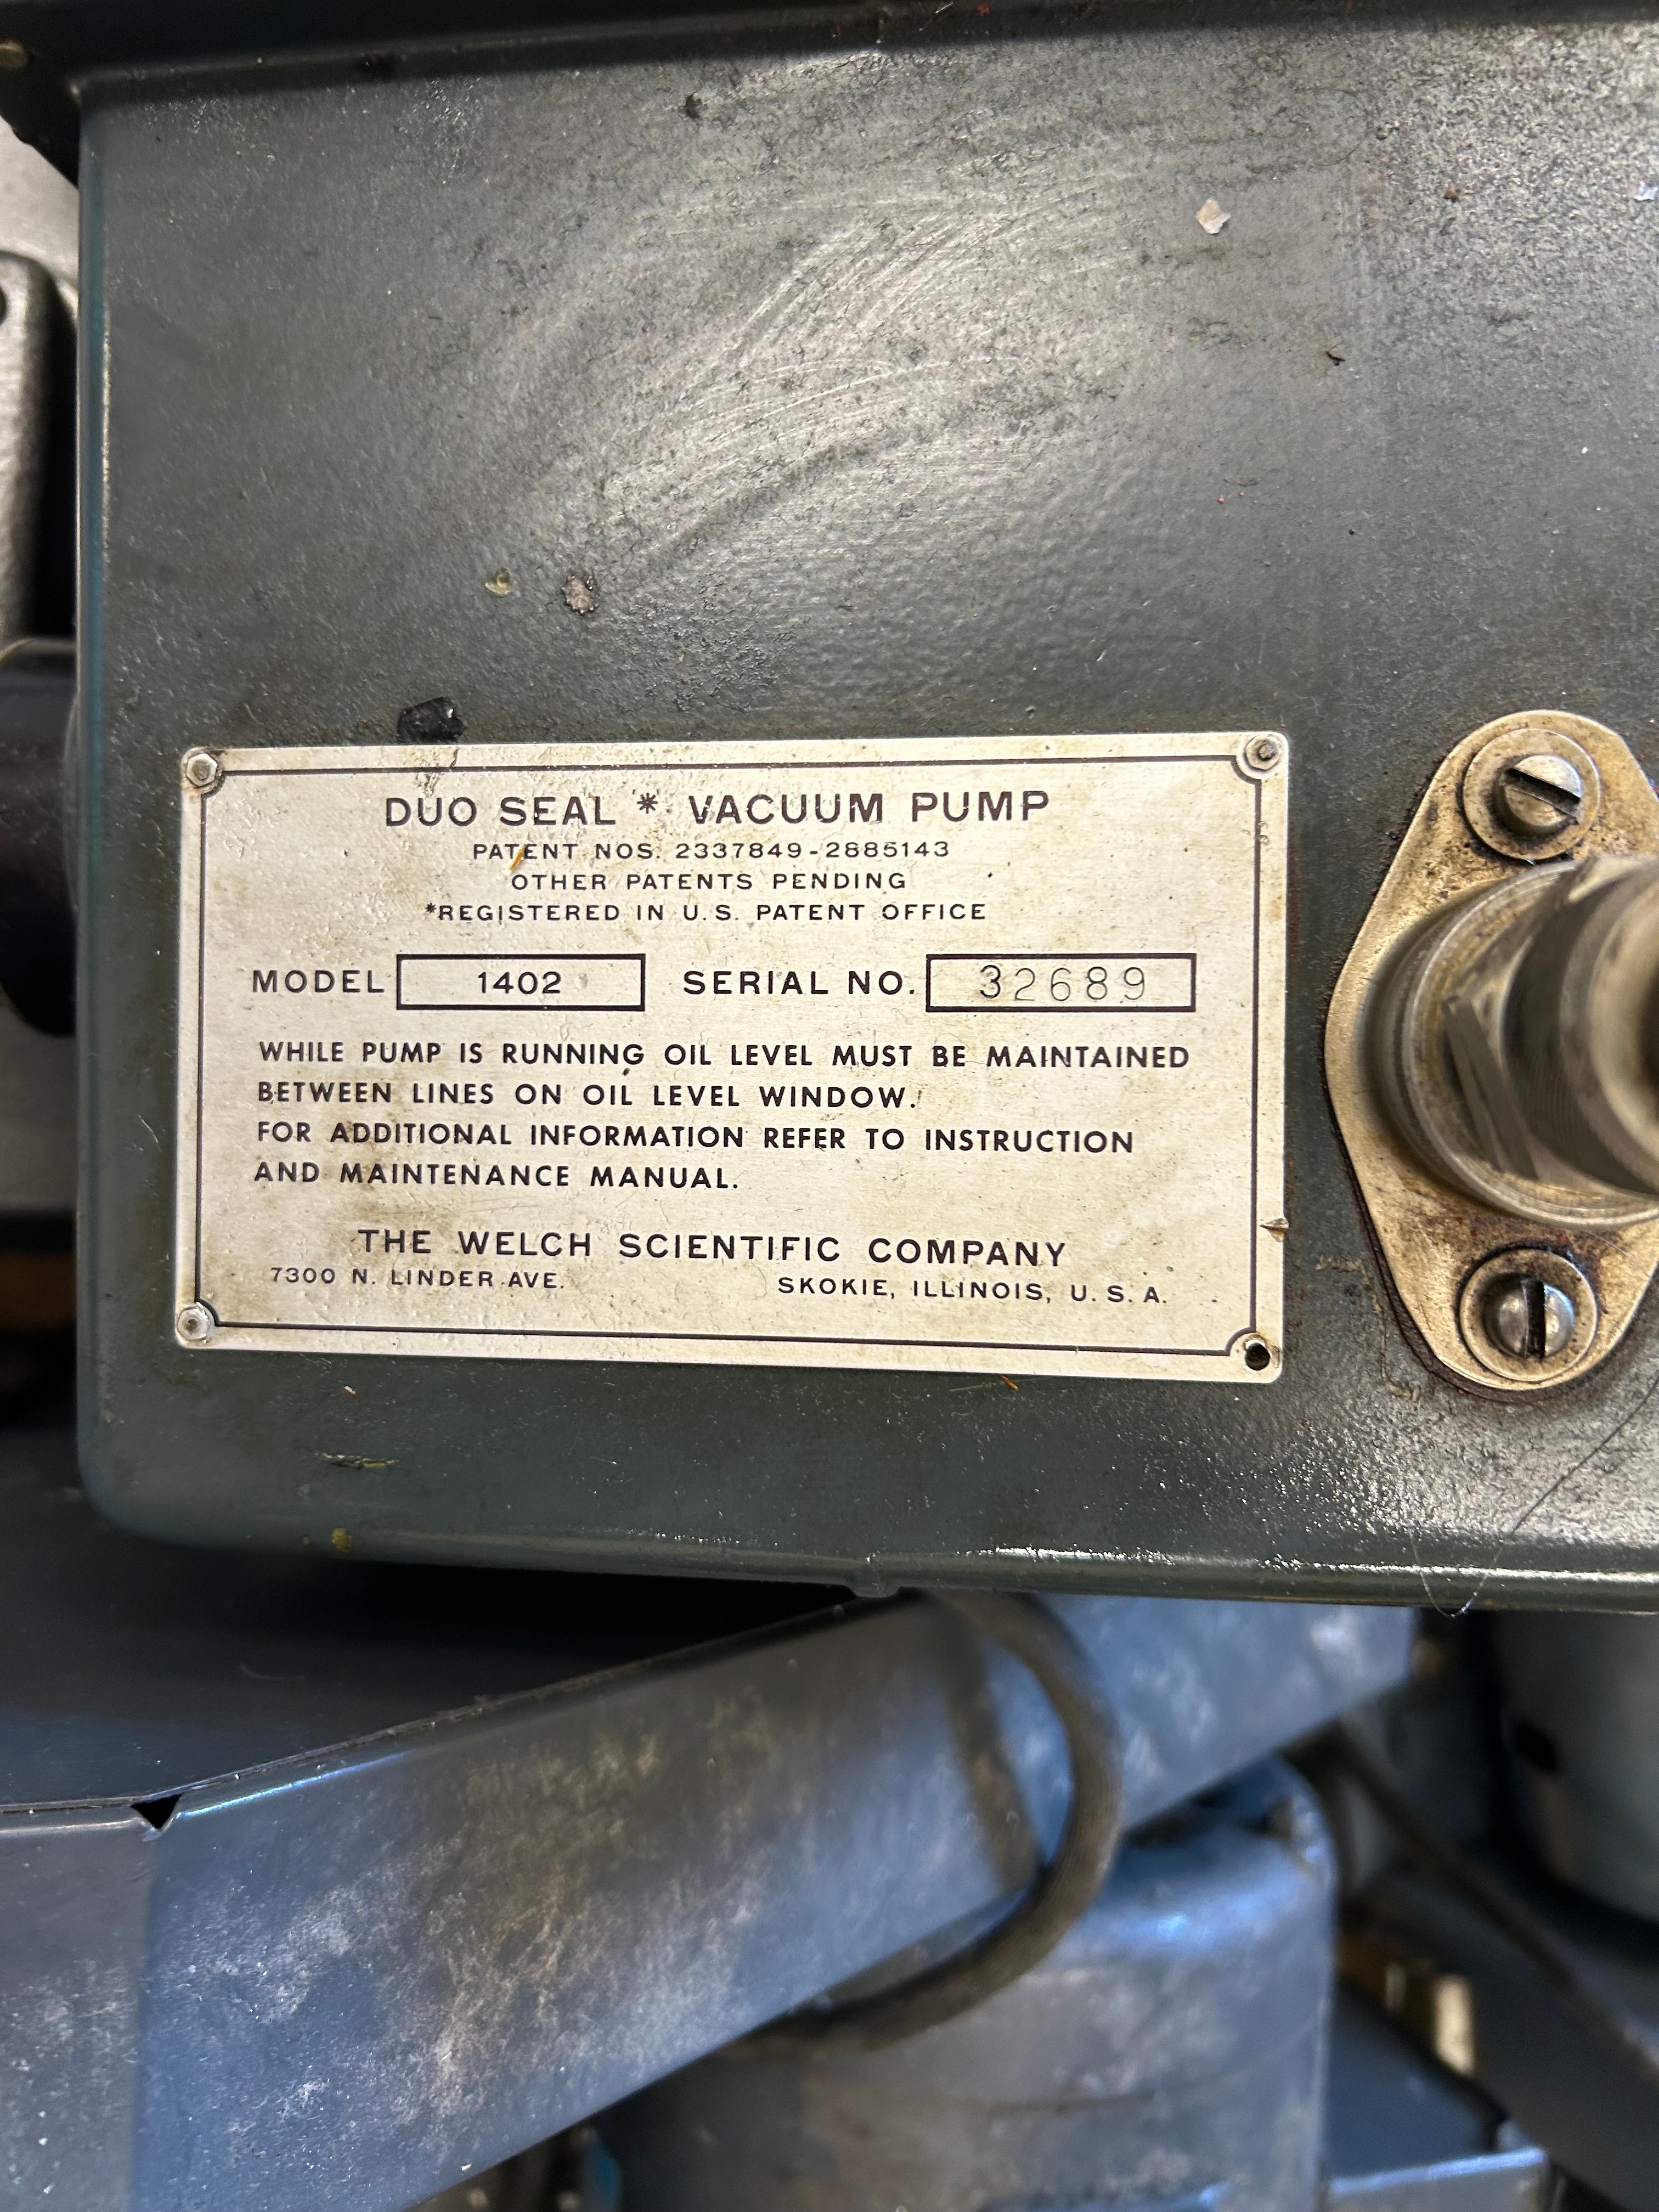 DUO SEAL * VACUUM PUMP
PATENT NOS. 2337849-2885143
OTHER PATENTS PENDING
*REGISTERED IN U.S. PATENT OFFICE
MODEL 1402 SERIAL NO. 32689
WHILE PUMP IS RUNNING OIL LEVEL MUST BE MAINTAINED
BETWEEN LINES ON OIL LEVEL WINDOW.
FOR ADDITIONAL INFORMATION REFER TO INSTRUCTION
AND MAINTENANCE MANUAL.
THE WELCH SCIENTIFIC COMPANY
7300 N. LINDER AVE. SKOKIE, ILLINOIS, U.S.A.